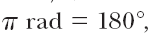 π rad = 180°,